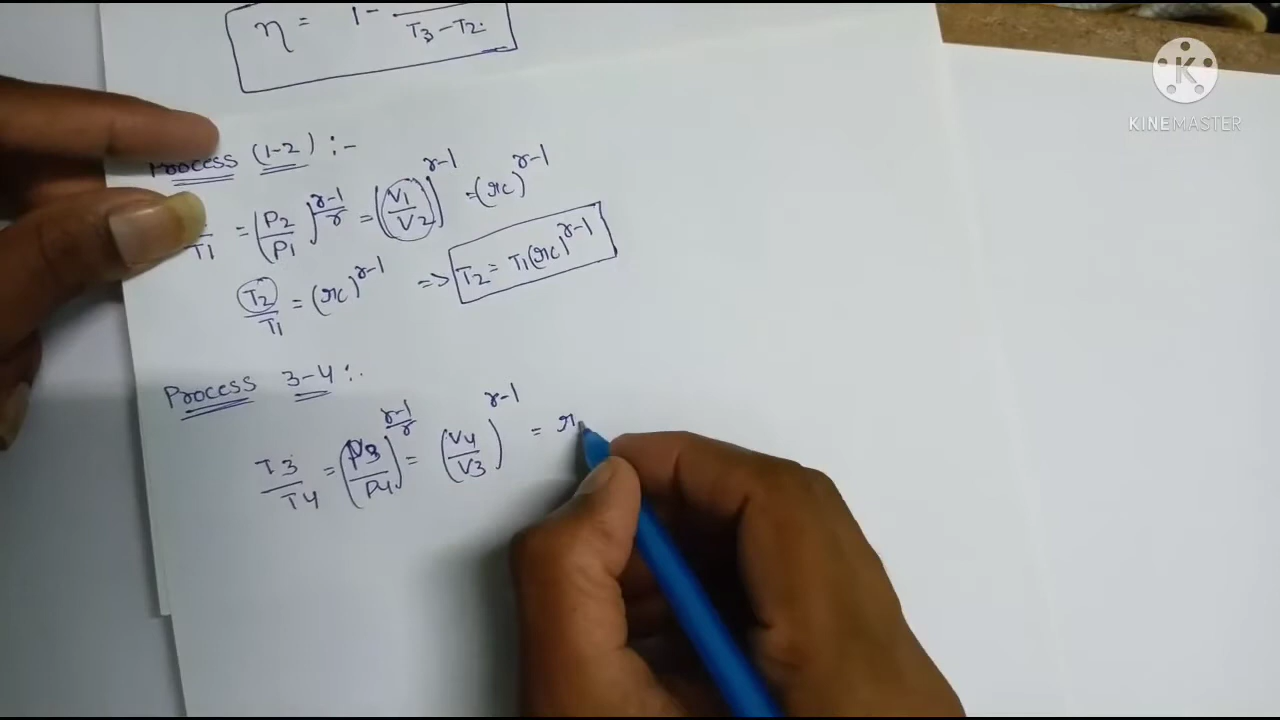 η = 1 - ─── / T3 - T2
KINEMASTER
Process (1-2) :-
T1 = (P2/P1)^(γ-1/γ) = (V1/V2)^(γ-1) = (rc)^(γ-1)
T2/T1 = (rc)^(γ-1) => T2 = T1(rc)^(γ-1)
Process 3-4 :-
T3/T4 = (P3/P4)^(γ-1/γ) = (V4/V3)^(γ-1) = r